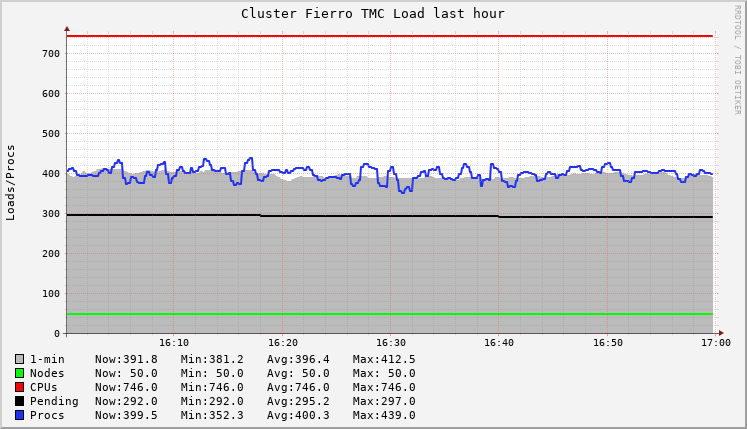 Cluster Fierro TMC Load last hour
RRDTOOL / TOBI OETIKER
Loads/Procs
700
600
500
400
300
200
100
0
16:10 16:20 16:30 16:40 16:50 17:00
1-min Now:391.8 Min:381.2 Avg:396.4 Max:412.5
Nodes Now: 50.0 Min: 50.0 Avg: 50.0 Max: 50.0
CPUs Now:746.0 Min:746.0 Avg:746.0 Max:746.0
Pending Now:292.0 Min:292.0 Avg:295.2 Max:297.0
Procs Now:399.5 Min:352.3 Avg:400.3 Max:439.0